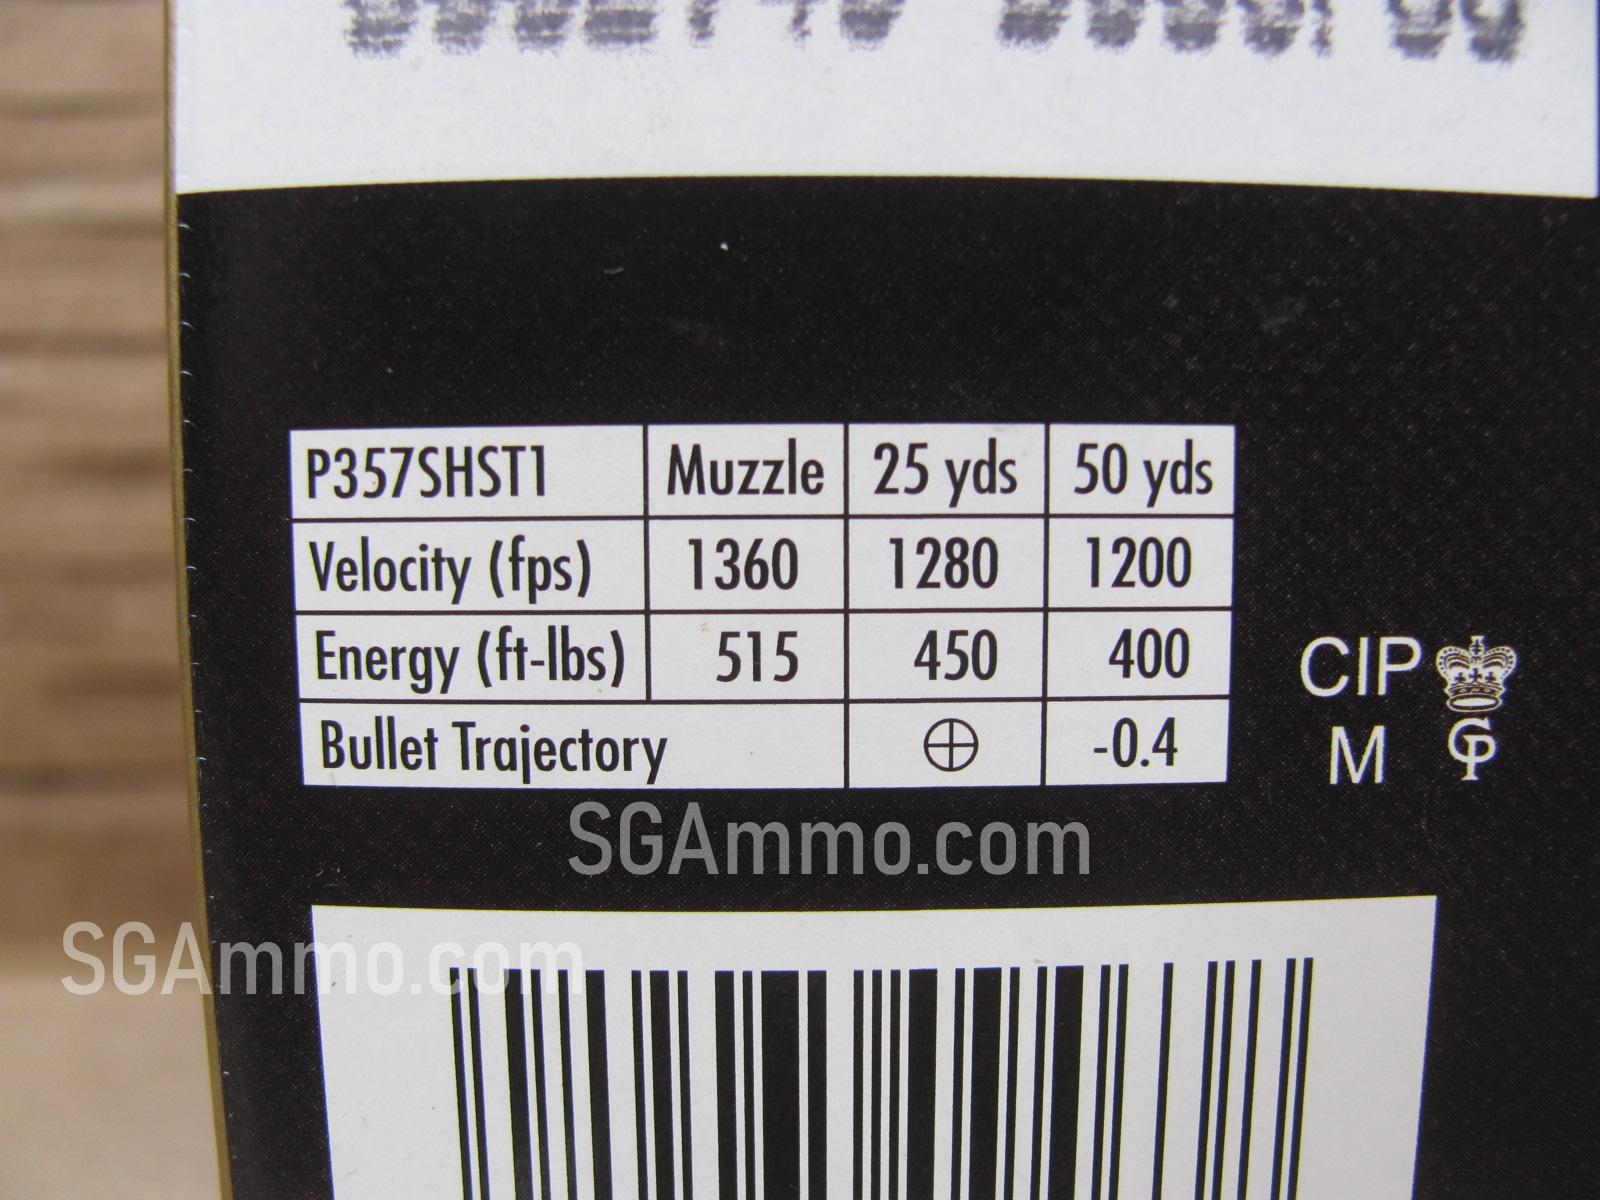 P357SHST1 Muzzle 25 yds 50 yds
Velocity (fps) 1360 1280 1200
Energy (ft-lbs) 515 450 400
Bullet Trajectory ⊕ -0.4
CIP
M
SGAmmo.com
SGAmmo.com